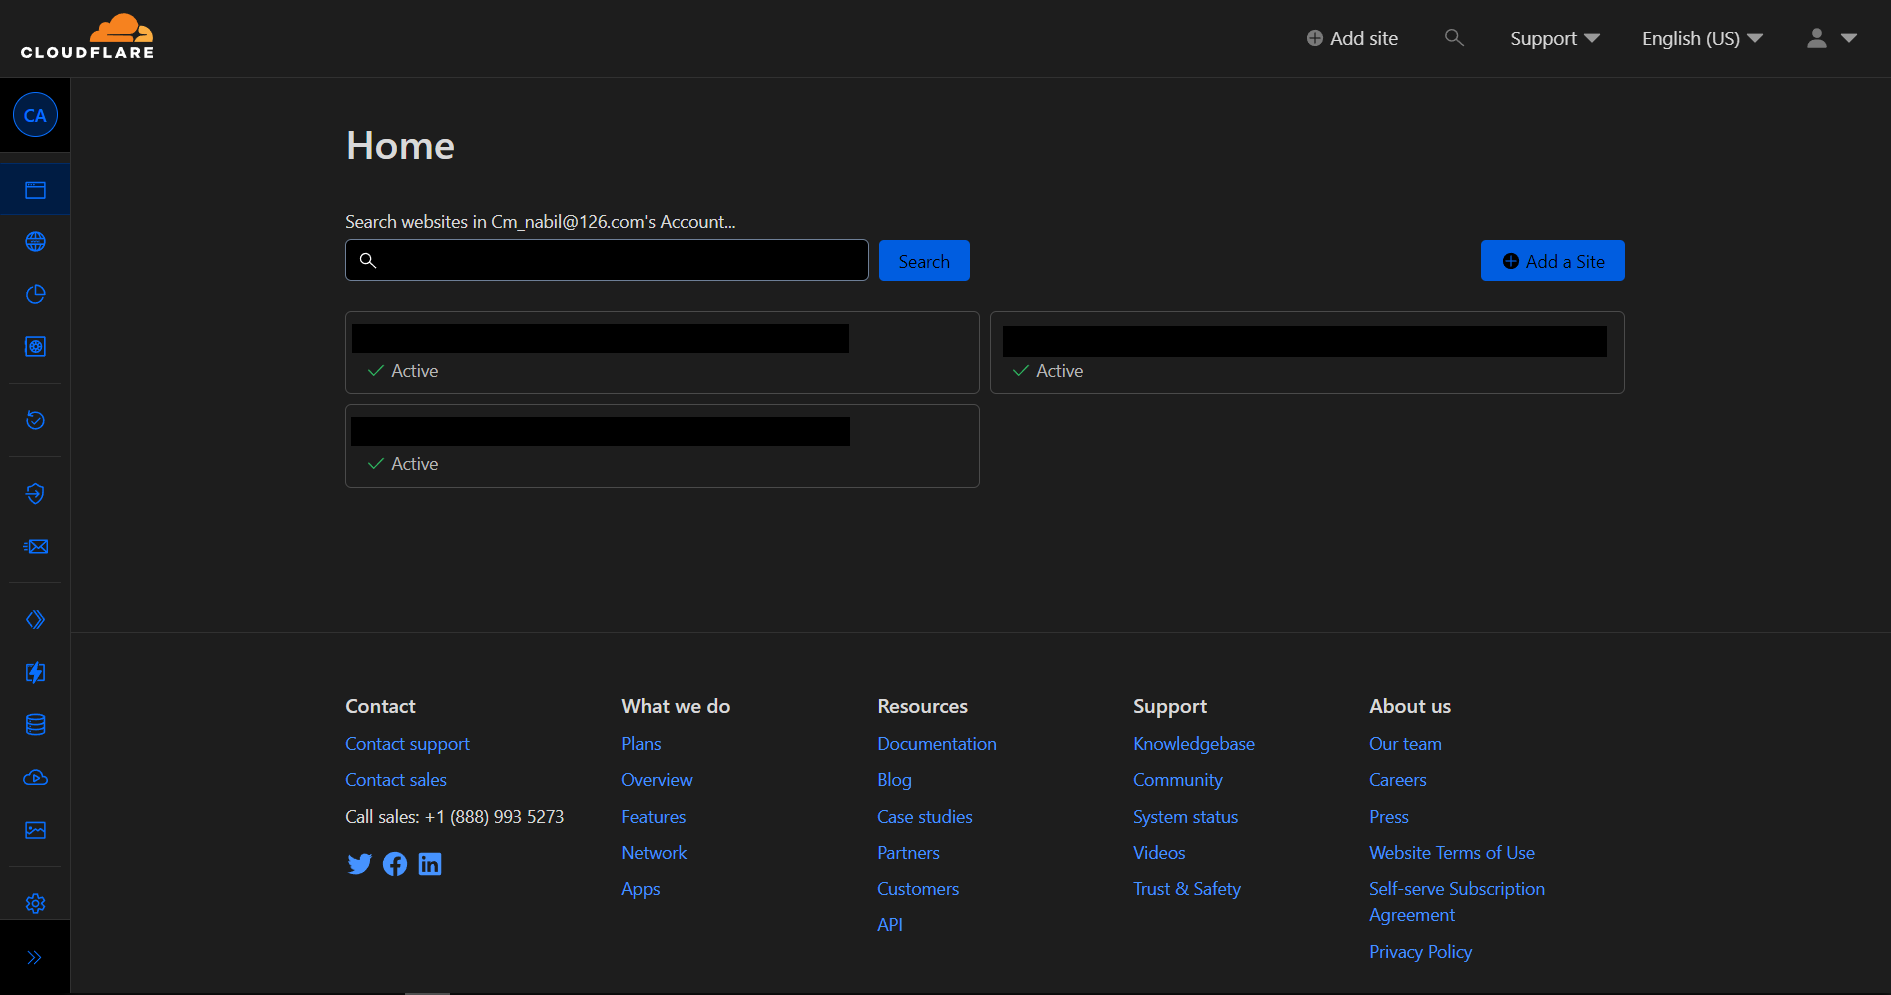 CLOUDFLARE
Add site
Support
English (US)
CA
Home
Search websites in Cm_nabil@126.com's Account...
Search
Add a Site
Active
Active
Active
Contact
Contact support
Contact sales
Call sales: +1 (888) 993 5273
What we do
Plans
Overview
Features
Network
Apps
Resources
Documentation
Blog
Case studies
Partners
Customers
API
Support
Knowledgebase
Community
System status
Videos
Trust & Safety
About us
Our team
Careers
Press
Website Terms of Use
Self-serve Subscription
Agreement
Privacy Policy